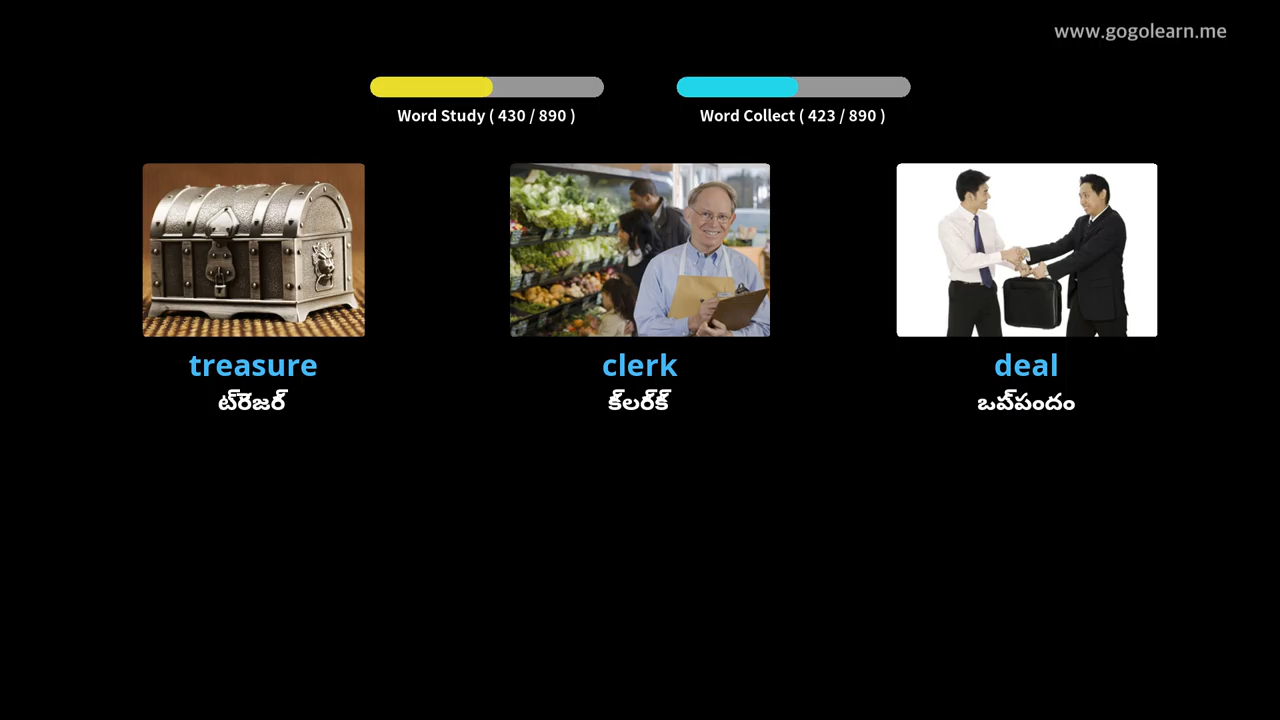 www.gogolearn.me
Word Study ( 430 / 890 )
Word Collect ( 423 / 890 )
treasure
ట్రెజర్
clerk
క్లర్క్
deal
ఒప్పందం